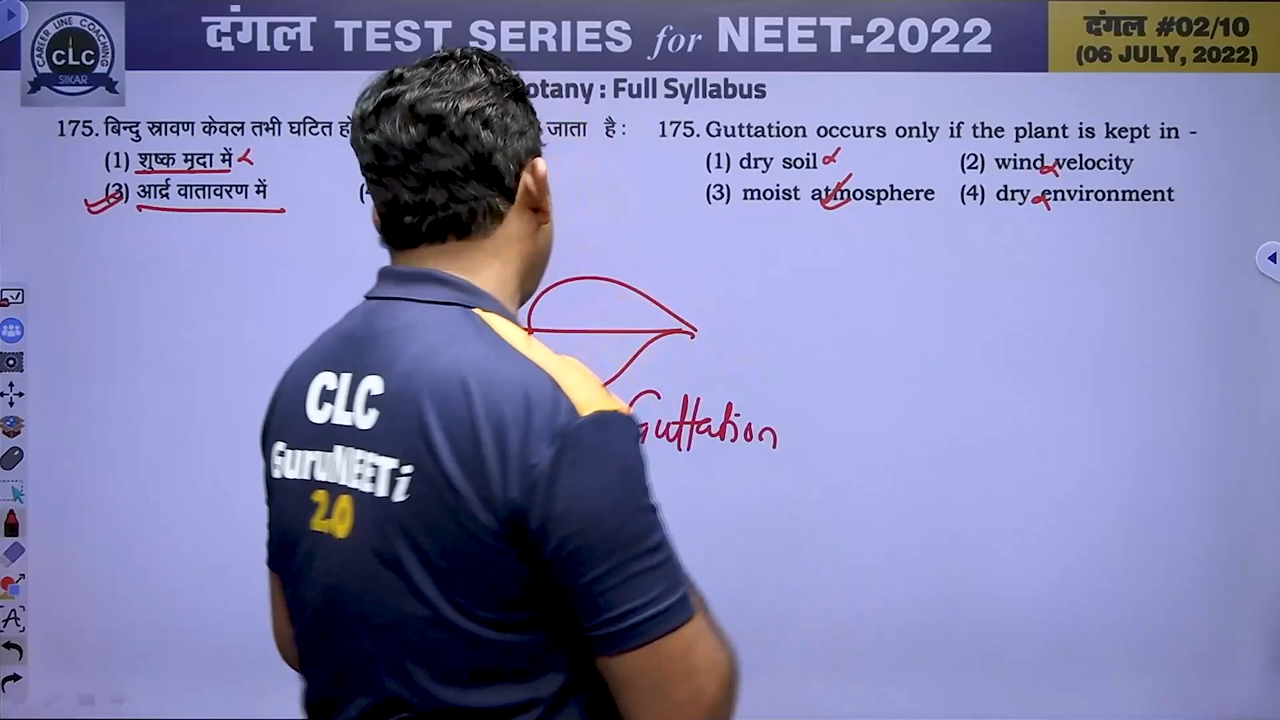 दंगल TEST SERIES for NEET-2022
दंगल #02/10
(06 JULY, 2022)
CAREER LINE COACHING
CLC
SIKAR
: Full Syllabus
175. बिन्दु स्रावण केवल तभी घटित जाता है :
(1) शुष्क मृदा में
(3) आर्द्र वातावरण में
175. Guttation occurs only if the plant is kept in -
(1) dry soil (2) wind velocity
(3) moist atmosphere (4) dry environment
Guttation
CLC
GuruNEETi
2.0